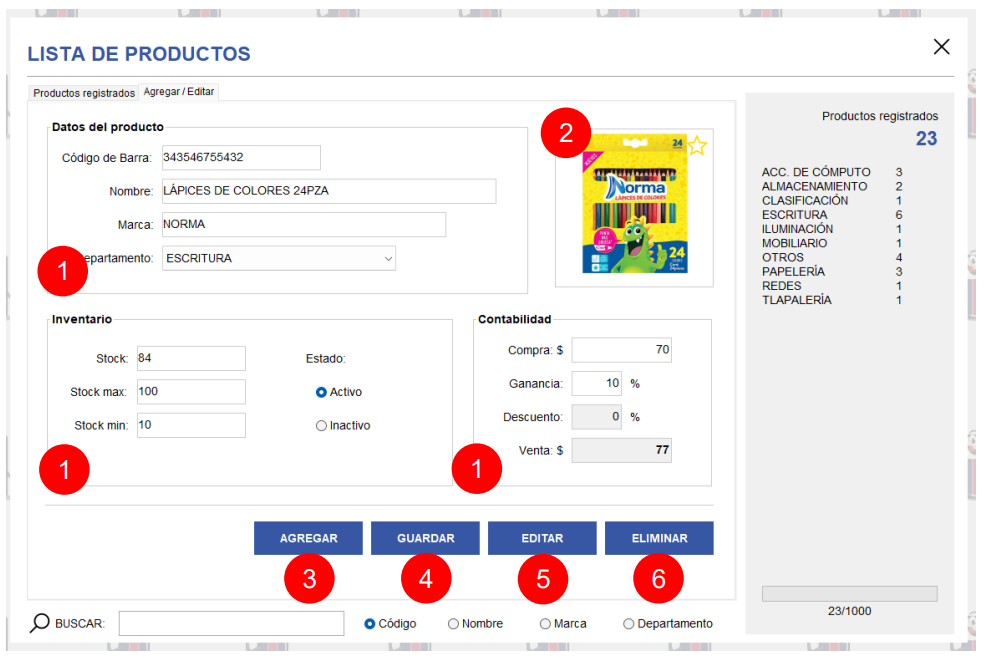 LISTA DE PRODUCTOS
Productos registrados Agregar / Editar
Datos del producto
Código de Barra: 343546755432
Nombre: LÁPICES DE COLORES 24PZA
Marca: NORMA
1 epartamento: ESCRITURA
2
24
NUEVO
Norma
LÁPICES DE COLORES
24
Inventario
Stock: 84
Stock max: 100
Stock min: 10
Estado:
Activo
Inactivo
1
Contabilidad
Compra: $ 70
Ganancia: 10 %
Descuento: 0 %
Venta: $ 77
1
AGREGAR GUARDAR EDITAR ELIMINAR
3 4 5 6
BUSCAR: Código Nombre Marca Departamento
Productos registrados
23
ACC. DE CÓMPUTO 3
ALMACENAMIENTO 2
CLASIFICACIÓN 1
ESCRITURA 6
ILUMINACIÓN 1
MOBILIARIO 1
OTROS 4
PAPELERÍA 3
REDES 1
TLAPALERÍA 1
23/1000